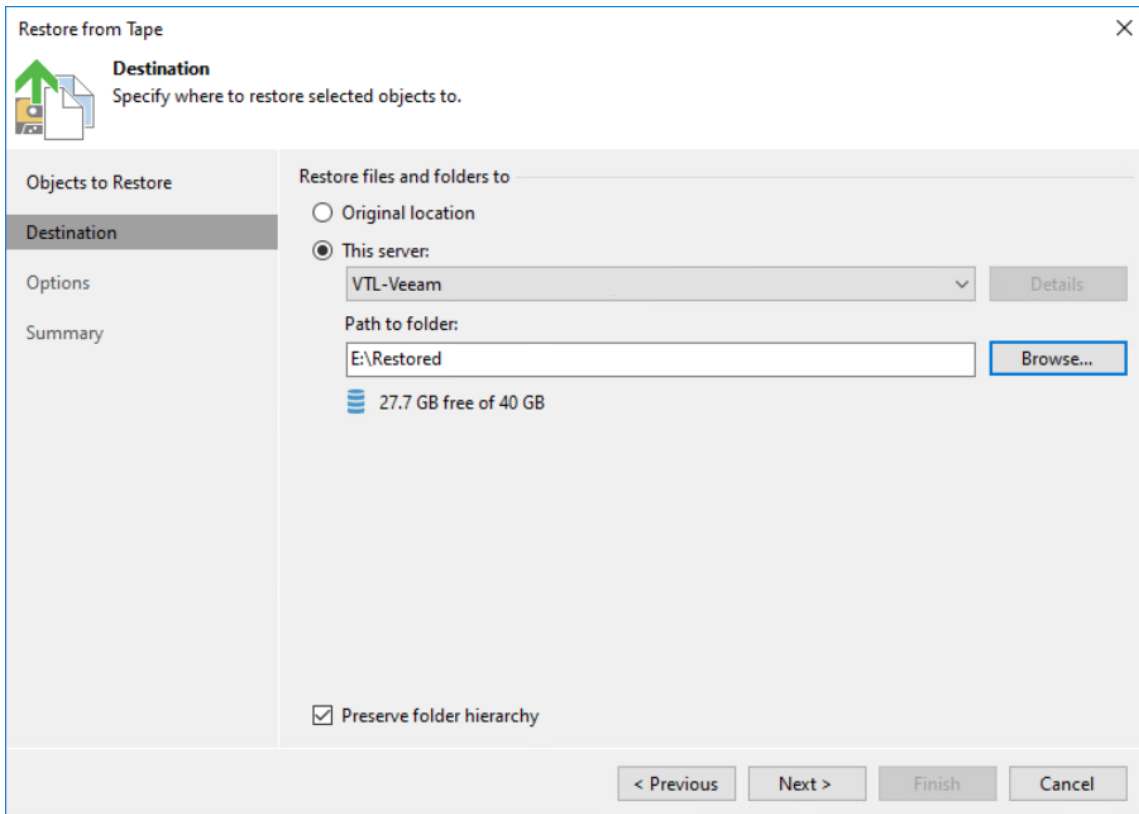 Restore from Tape
Destination
Specify where to restore selected objects to.
Objects to Restore
Destination
Options
Summary
Restore files and folders to
Original location
This server:
VTL-Veeam
Details
Path to folder:
E:\Restored
Browse...
27.7 GB free of 40 GB
Preserve folder hierarchy
< Previous
Next >
Finish
Cancel